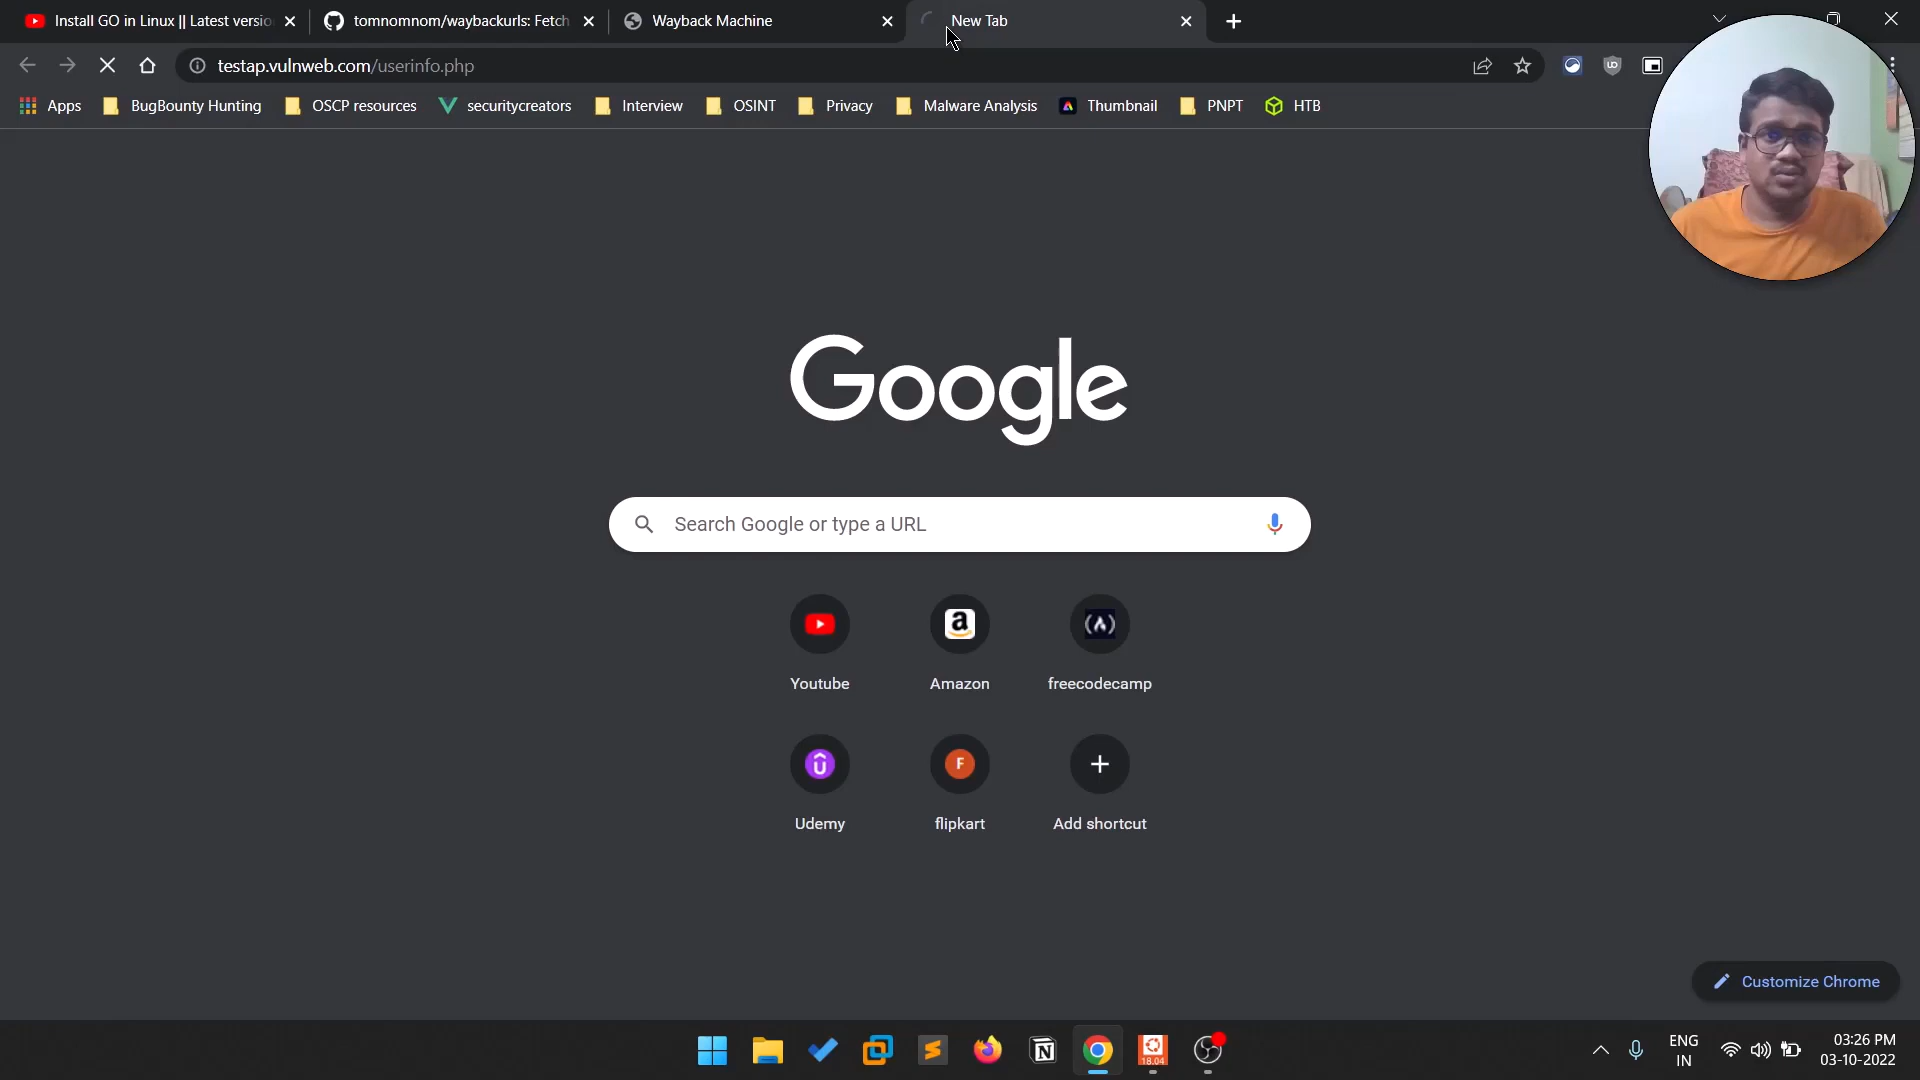 Install GO in Linux || Latest versio
tomnomnom/waybackurls: Fetch
Wayback Machine
New Tab
testap.vulnweb.com/userinfo.php
Apps
BugBounty Hunting
OSCP resources
securitycreators
Interview
OSINT
Privacy
Malware Analysis
Thumbnail
PNPT
HTB
Google
Search Google or type a URL
Youtube
Amazon
freecodecamp
Udemy
flipkart
Add shortcut
Customize Chrome
ENG
IN
03:26 PM
03-10-2022
18.04
F